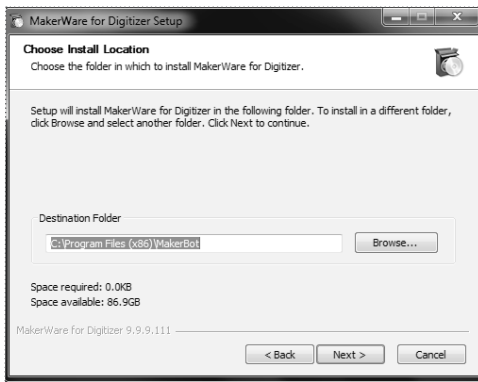 MakerWare for Digitizer Setup
Choose Install Location
Choose the folder in which to install MakerWare for Digitizer.
Setup will install MakerWare for Digitizer in the following folder. To install in a different folder,
click Browse and select another folder. Click Next to continue.
Destination Folder
C:\Program Files (x86)\MakerBot
Browse...
Space required: 0.0KB
Space available: 86.9GB
MakerWare for Digitizer 9.9.9.111
< Back Next > Cancel